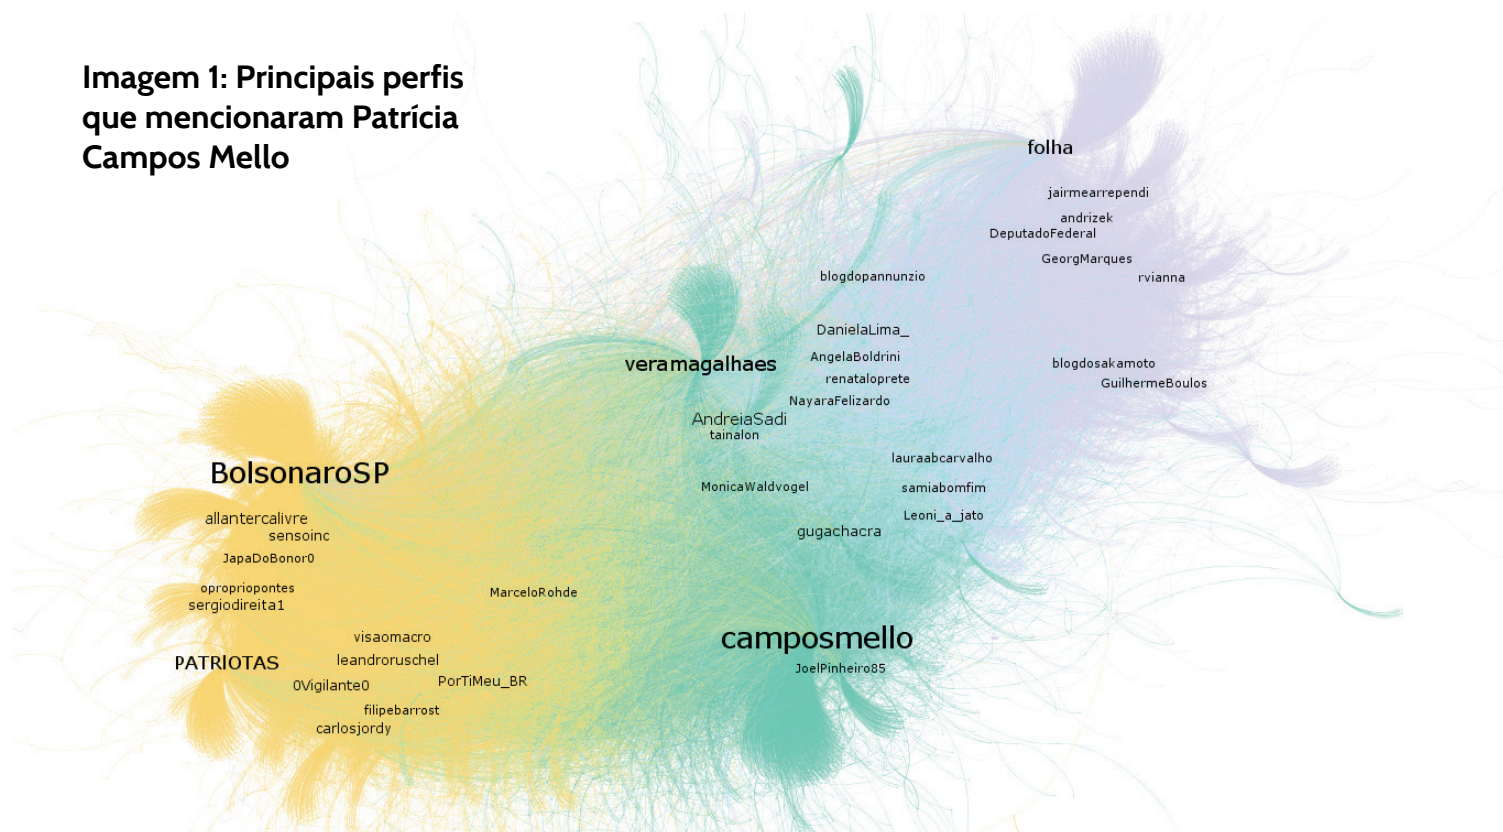 Imagem 1: Principais perfis
que mencionaram Patrícia
Campos Mello
folha
jairmearrependi
andrizek
DeputadoFederal
GeorgMarques
rvianna
blogdopannunzio
DanielaLima_
AngelaBoldrini
renataloprete
NayaraFelizardo
blogdosakamoto
GuilhermeBoulos
veramagalhaes
AndreiaSadi
tainalon
lauraabcarvalho
samiabomfim
Leoni_a_jato
MonicaWaldvogel
gugachacra
BolsonaroSP
allantercalivre
sensoinc
JapaDoBonor0
opropriopontes
sergiodireita1
MarceloRohde
PATRIOTAS
visaomacro
leandroruschel
0Vigilante0
PorTiMeu_BR
filipebarrost
carlosjordy
camposmello
JoelPinheiro85